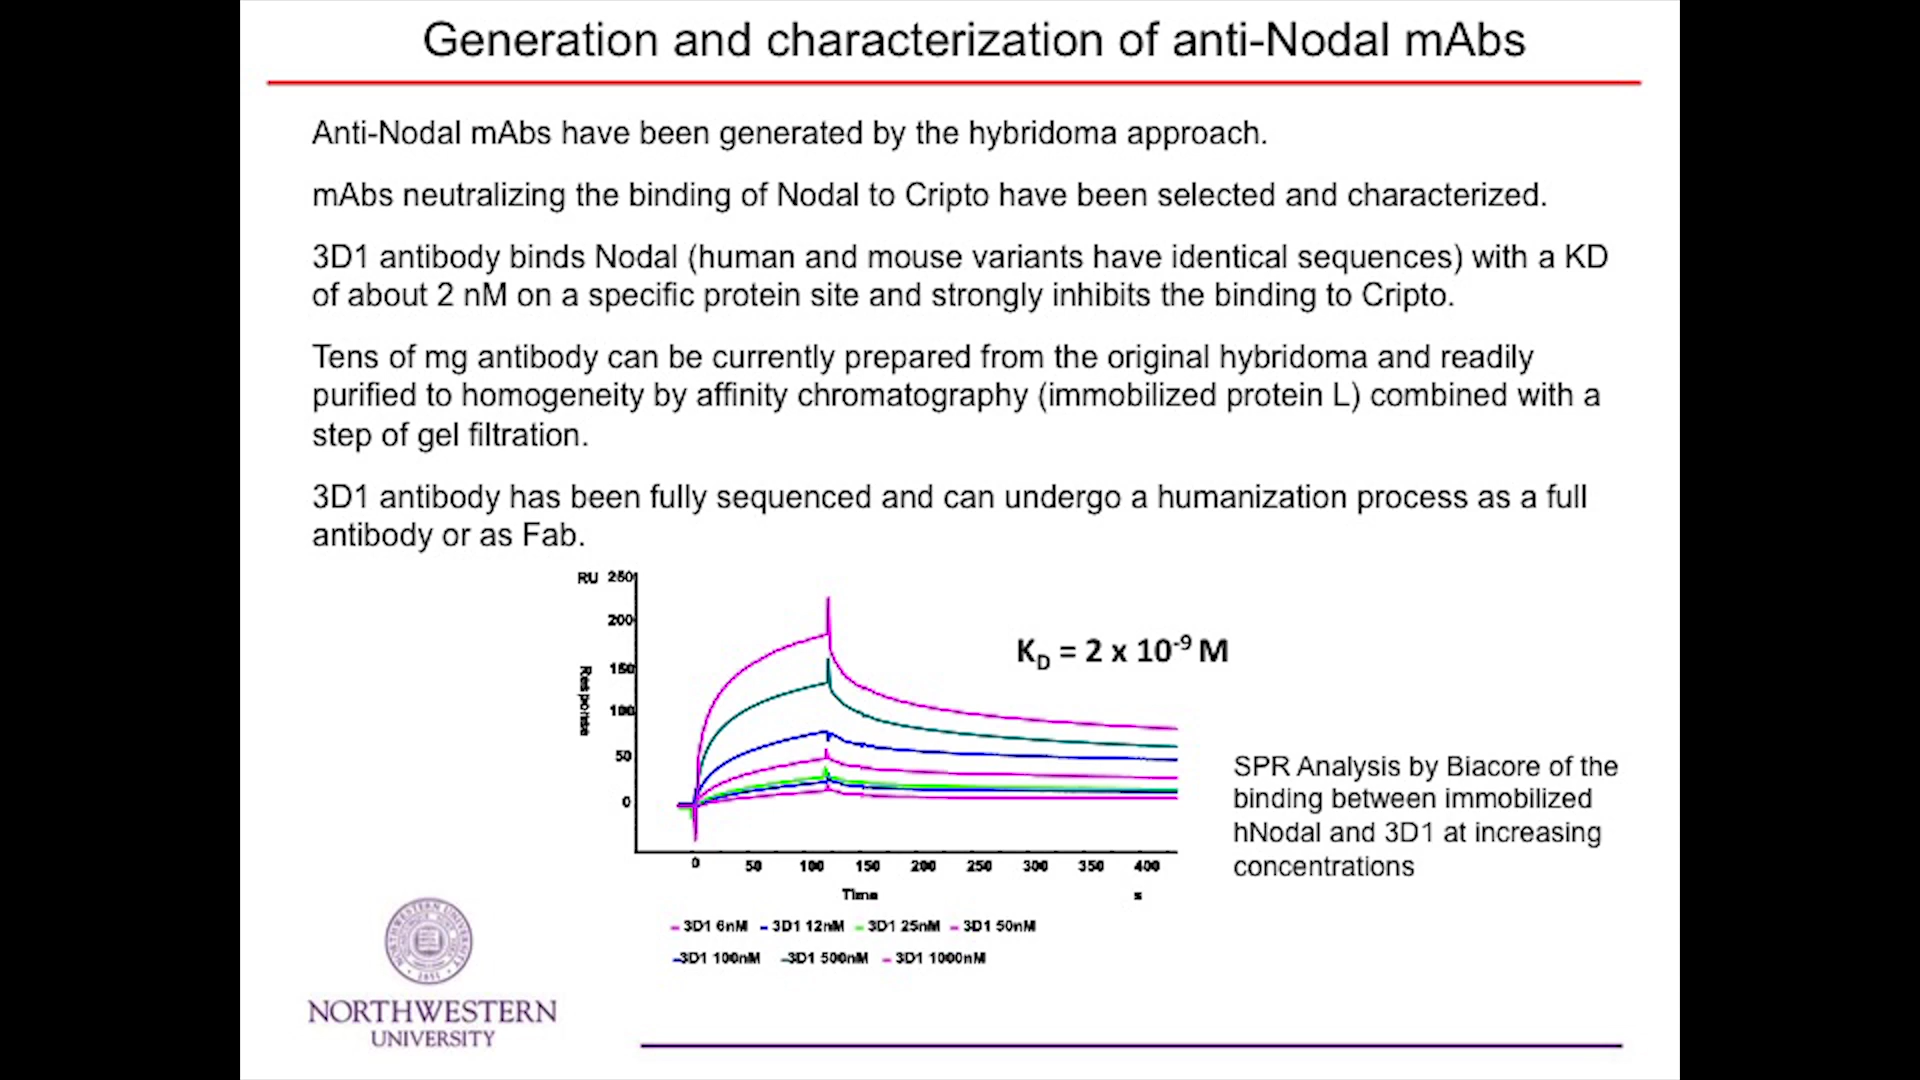 Generation and characterization of anti-Nodal mAbs
Anti-Nodal mAbs have been generated by the hybridoma approach.
mAbs neutralizing the binding of Nodal to Cripto have been selected and characterized.
3D1 antibody binds Nodal (human and mouse variants have identical sequences) with a KD
of about 2 nM on a specific protein site and strongly inhibits the binding to Cripto.
Tens of mg antibody can be currently prepared from the original hybridoma and readily
purified to homogeneity by affinity chromatography (immobilized protein L) combined with a
step of gel filtration.
3D1 antibody has been fully sequenced and can undergo a humanization process as a full
antibody or as Fab.
RU 250
200
150
100
50
0
Response
K_D = 2 x 10^-9 M
0 50 100 150 200 250 300 350 400
Time s
3D1 6nM 3D1 12nM 3D1 25nM 3D1 50nM
3D1 100nM 3D1 500nM 3D1 1000nM
SPR Analysis by Biacore of the
binding between immobilized
hNodal and 3D1 at increasing
concentrations
NORTHWESTERN
UNIVERSITY